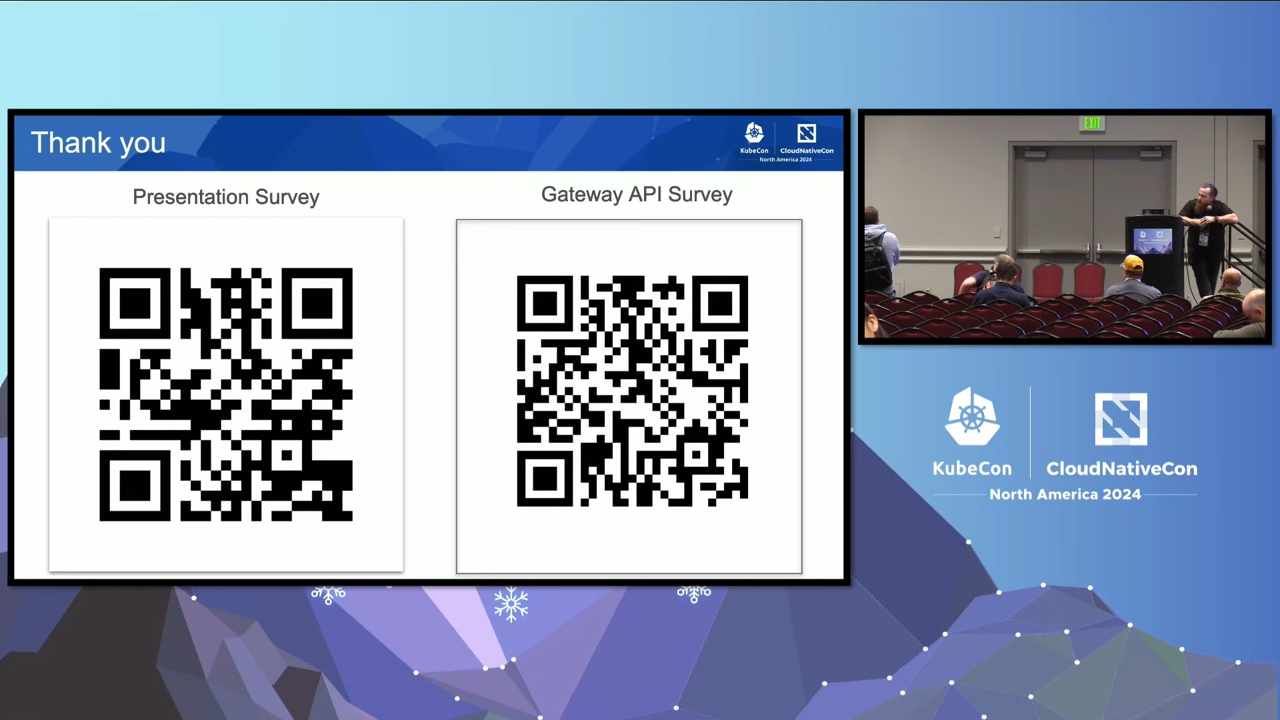 Thank you
KubeCon
CloudNativeCon
North America 2024
Presentation Survey
Gateway API Survey
EXIT
KubeCon
CloudNativeCon
North America 2024